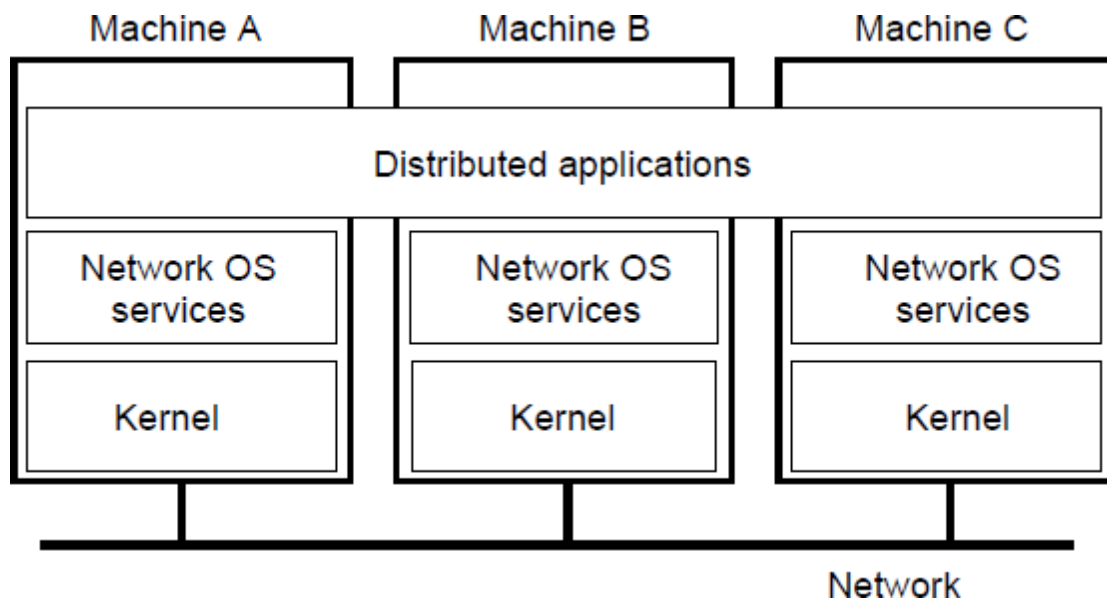 Machine A
Machine B
Machine C
Distributed applications
Network OS
services
Network OS
services
Network OS
services
Kernel
Kernel
Kernel
Network